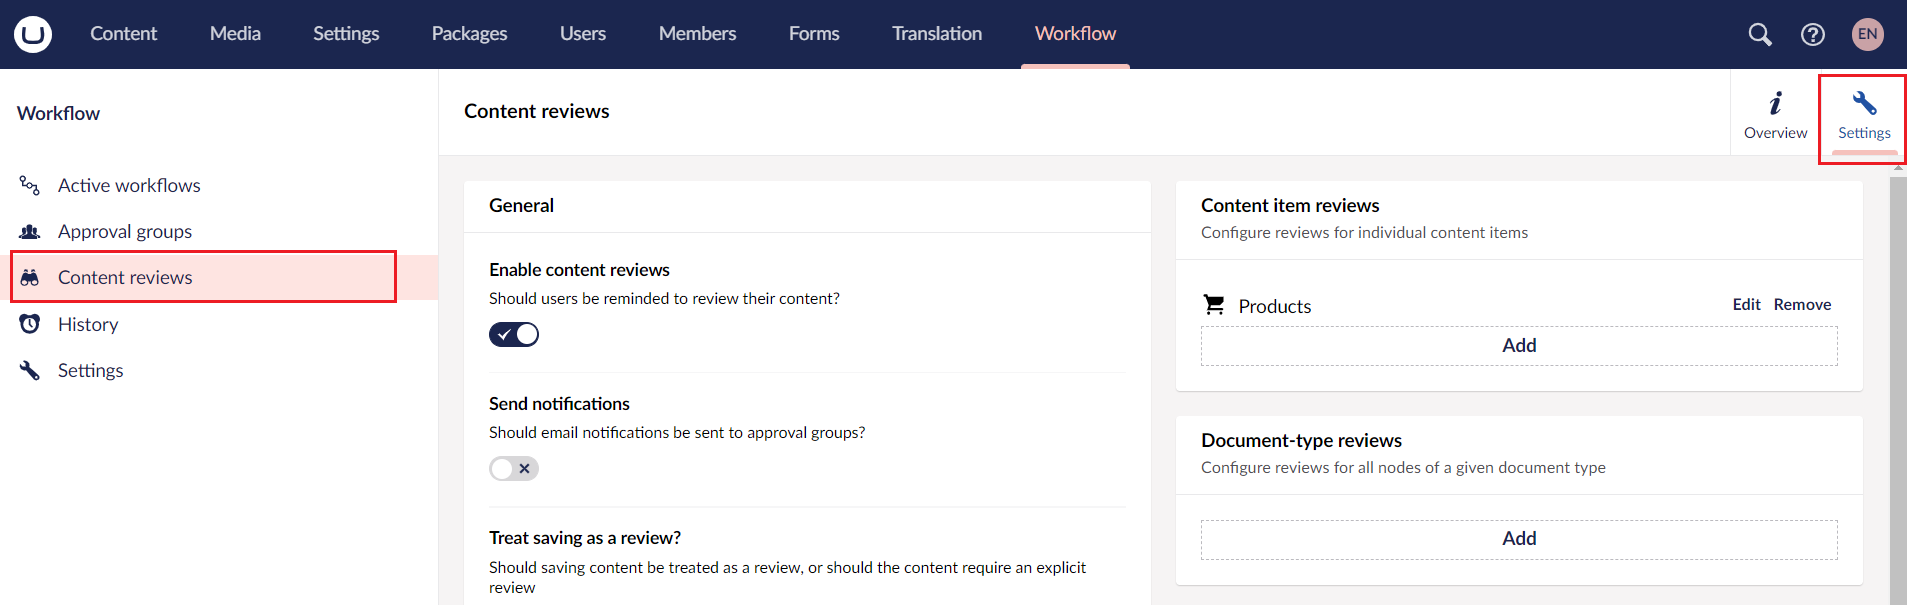 Content Media Settings Packages Users Members Forms Translation Workflow EN
Workflow
Active workflows
Approval groups
Content reviews
History
Settings
Content reviews
Overview
Settings
General
Enable content reviews
Should users be reminded to review their content?
Send notifications
Should email notifications be sent to approval groups?
Treat saving as a review?
Should saving content be treated as a review, or should the content require an explicit
review
Content item reviews
Configure reviews for individual content items
Products Edit Remove
Add
Document-type reviews
Configure reviews for all nodes of a given document type
Add